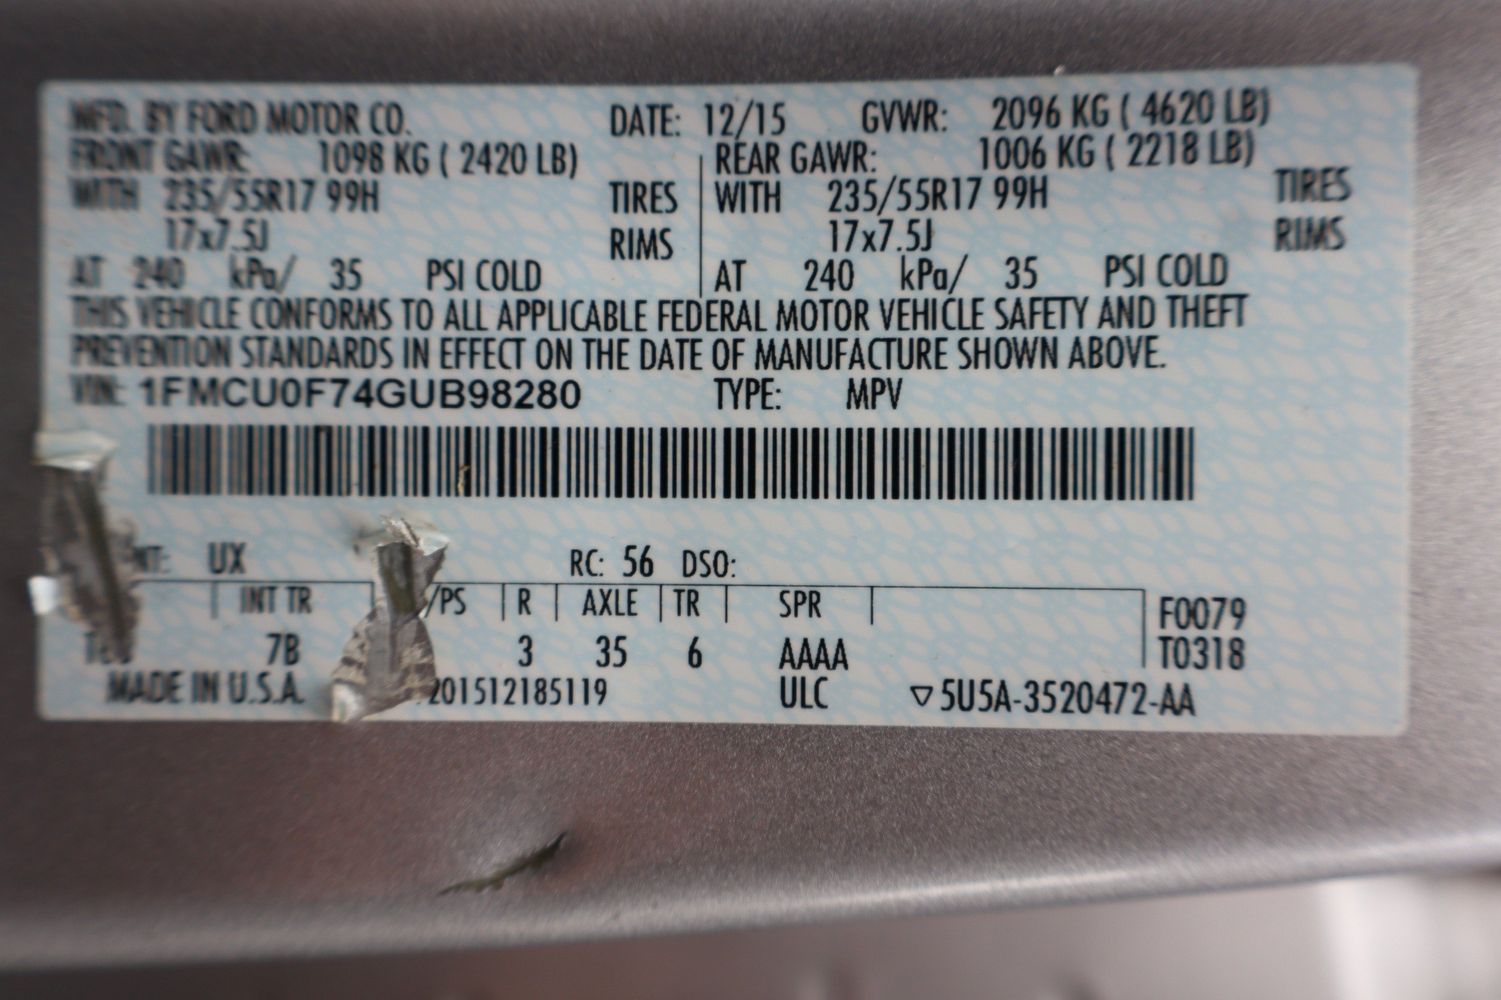 MFD. BY FORD MOTOR CO. DATE: 12/15 GVWR: 2096 KG ( 4620 LB)
FRONT GAWR: 1098 KG ( 2420 LB) REAR GAWR: 1006 KG ( 2218 LB)
WITH 235/55R17 99H TIRES WITH 235/55R17 99H TIRES
17x7.5J RIMS 17x7.5J RIMS
AT 240 kPa/ 35 PSI COLD AT 240 kPa/ 35 PSI COLD
THIS VEHICLE CONFORMS TO ALL APPLICABLE FEDERAL MOTOR VEHICLE SAFETY AND THEFT
PREVENTION STANDARDS IN EFFECT ON THE DATE OF MANUFACTURE SHOWN ABOVE.
VIN: 1FMCU0F74GUB98280 TYPE: MPV
UX RC: 56 DSO:
INT TR /PS R AXLE TR SPR F0079
7B 3 35 6 AAAA T0318
MADE IN U.S.A. 201512185119 ULC ▽5U5A-3520472-AA